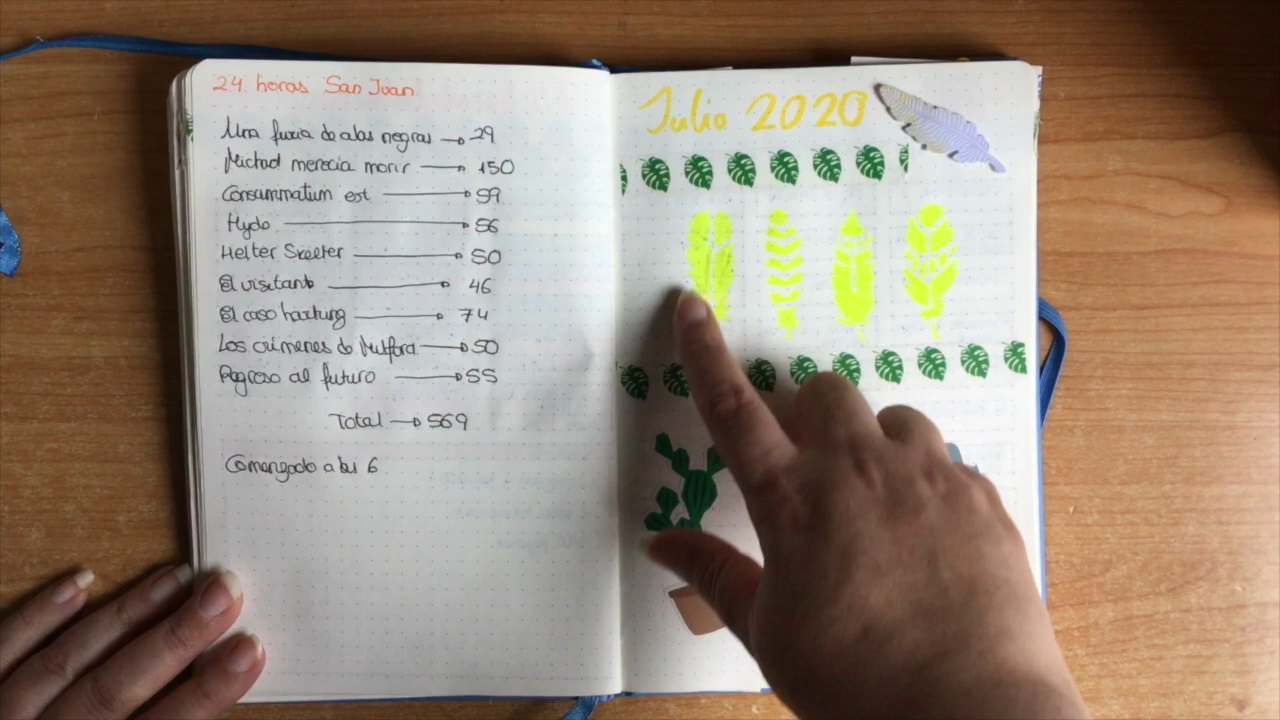 24 horas San Juan
Una furia de alas negras → 29
Michael merecía morir → 150
Consummatum est → 59
Hyde → 56
Helter Skelter → 50
El visitante → 46
El caso hartung → 74
Los crímenes de → 50
Regreso al futuro → 55
Total → 569
Comenzado a las 6
Julio 2020